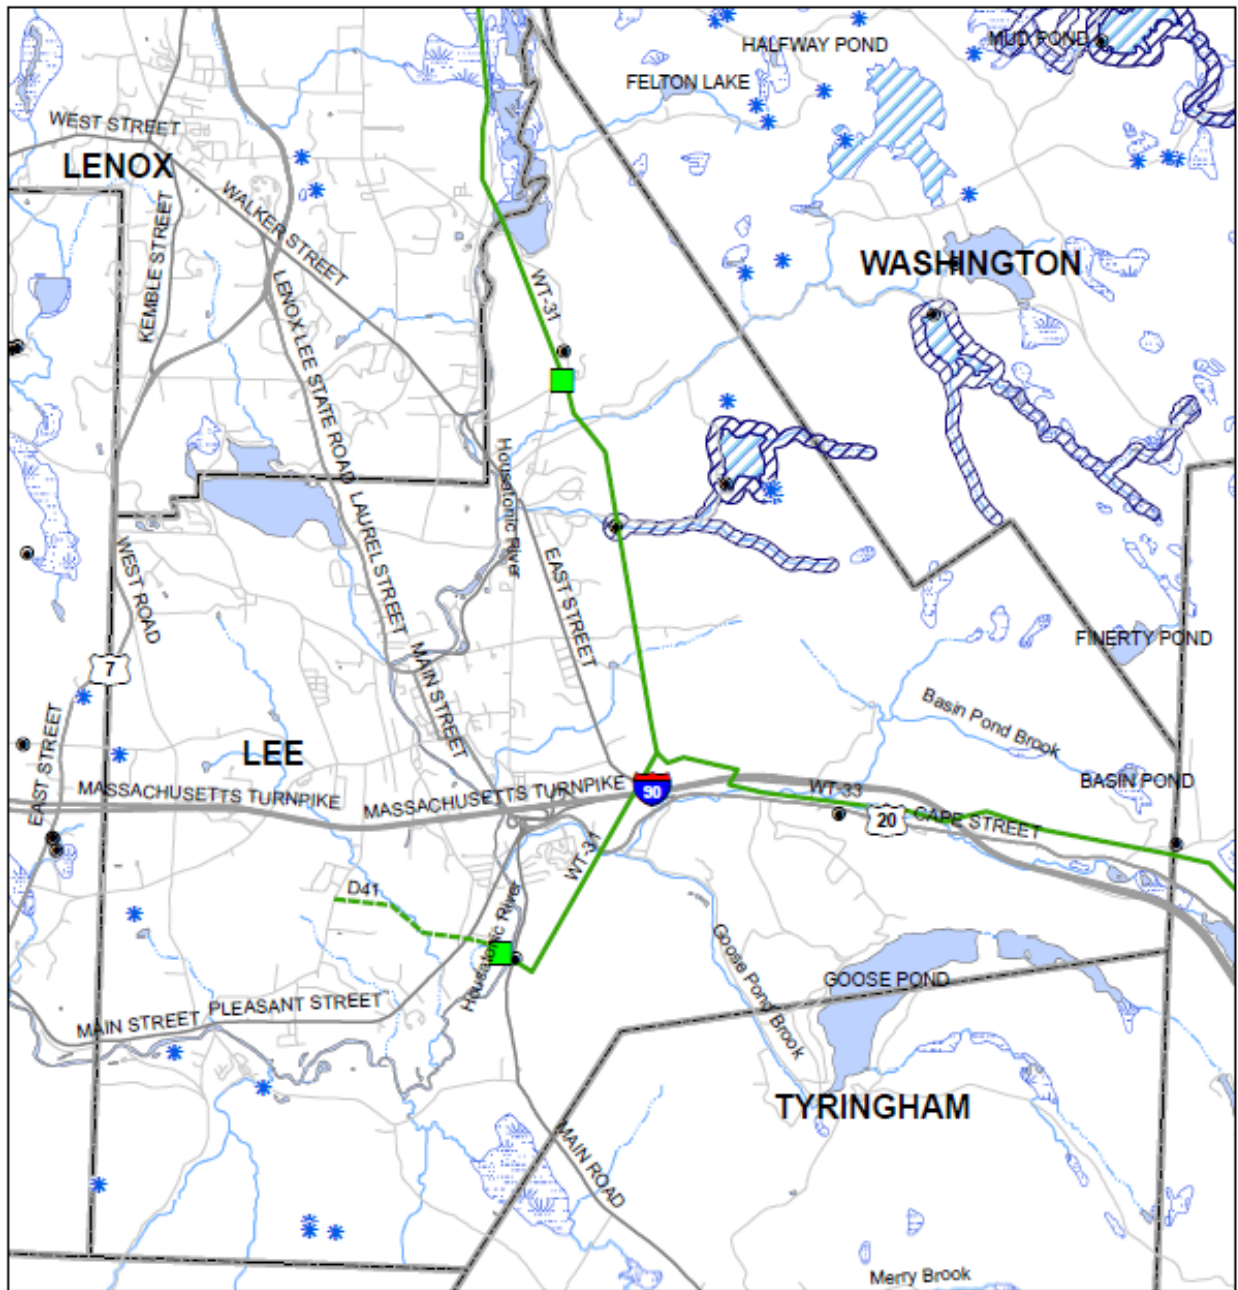 HALFWAY POND
MUD POND
FELTON LAKE
WEST STREET
LENOX
WALKER STREET
KEMBLE STREET
WASHINGTON
WT-31
LENOX LEE STATE ROAD
Housatonic River
LAUREL STREET
WEST ROAD
EAST STREET
FINERTY POND
7
MAIN STREET
Basin Pond Brook
EAST STREET
LEE
BASIN POND
MASSACHUSETTS TURNPIKE
MASSACHUSETTS TURNPIKE
90
WT-33
20
CAPE STREET
WT-31
D41
Housatonic River
Goose Pond Brook
GOOSE POND
PLEASANT STREET
MAIN STREET
TYRINGHAM
MAIN ROAD
Merry Brook